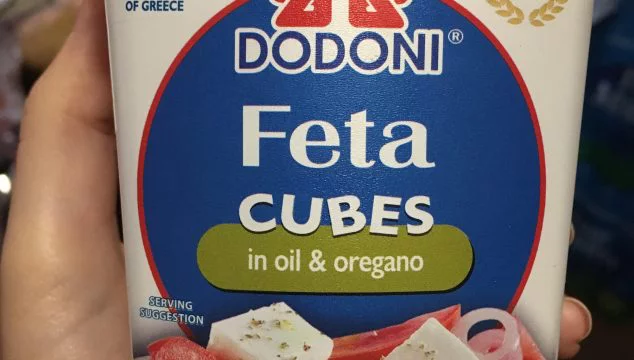 OF GREECE
DODONI®
Feta
CUBES
in oil & oregano
SERVING
SUGGESTION